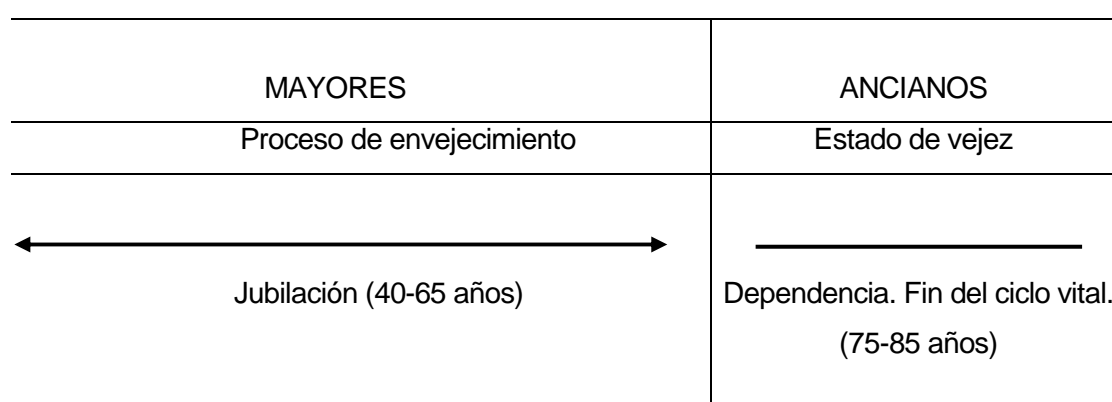 MAYORES
ANCIANOS
Proceso de envejecimiento
Estado de vejez
Jubilación (40-65 años)
Dependencia. Fin del ciclo vital.
(75-85 años)